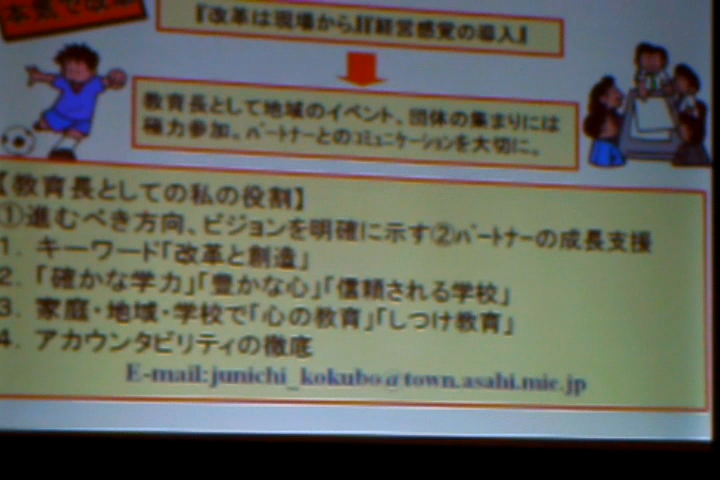 本気で改革
『改革は現場から』『経営感覚の導入』
教育長として地域のイベント、団体の集まりには
極力参加。パートナーとのコミュニケーションを大切に。
【教育長としての私の役割】
①進むべき方向、ビジョンを明確に示す②パートナーの成長支援
1. キーワード「改革と創造」
2. 「確かな学力」「豊かな心」「信頼される学校」
3. 家庭・地域・学校で「心の教育」「しつけ教育」
4. アカウンタビリティの徹底
E-mail:junichi_kokubo@town.asahi.mie.jp